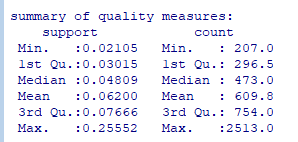 summary of quality measures:
    support            count
 Min.   :0.02105   Min.   : 207.0
 1st Qu.:0.03015   1st Qu.: 296.5
 Median :0.04809   Median : 473.0
 Mean   :0.06200   Mean   : 609.8
 3rd Qu.:0.07666   3rd Qu.: 754.0
 Max.   :0.25552   Max.   :2513.0